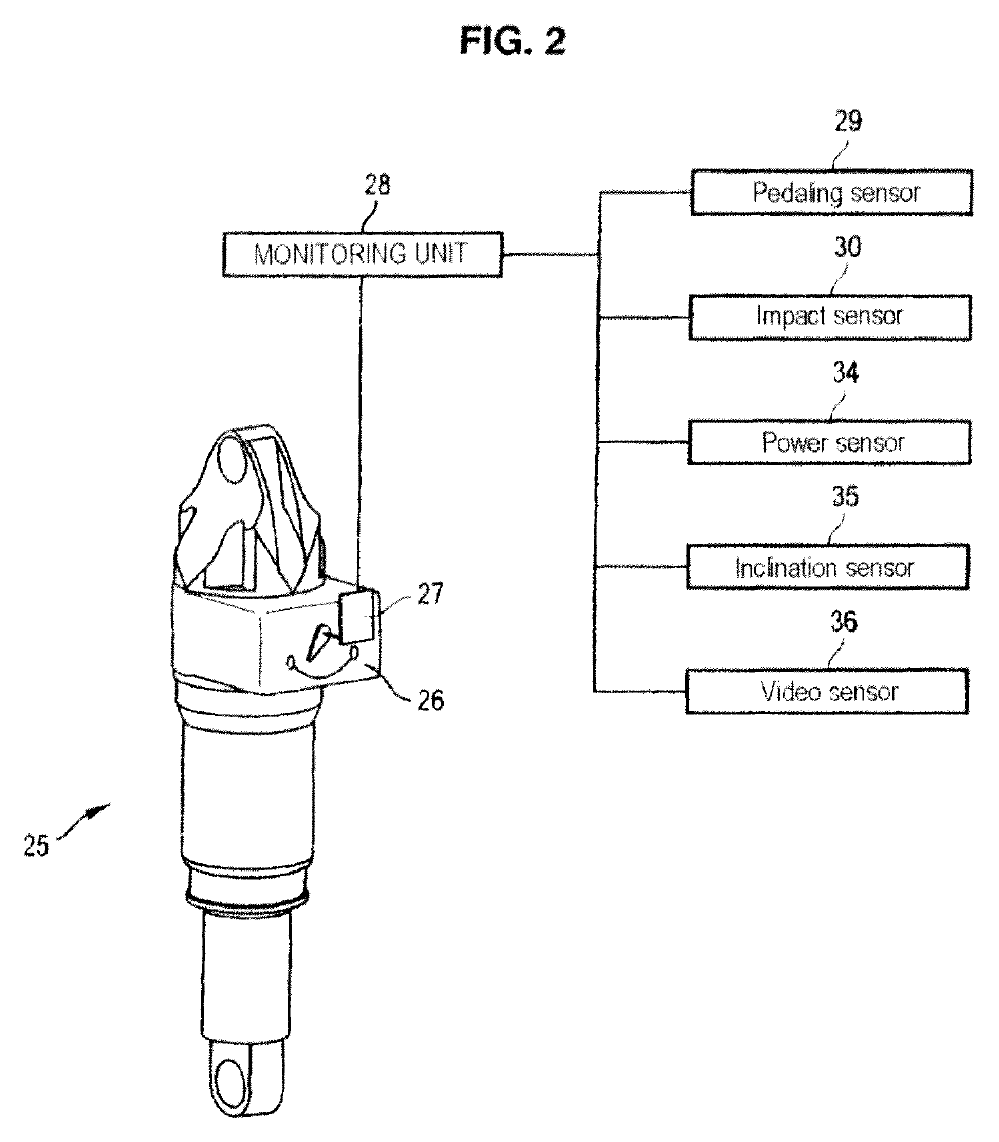 FIG. 2
29
Pedaling sensor
28
MONITORING UNIT
30
Impact sensor
34
Power sensor
35
Inclination sensor
27
36
26
Video sensor
25